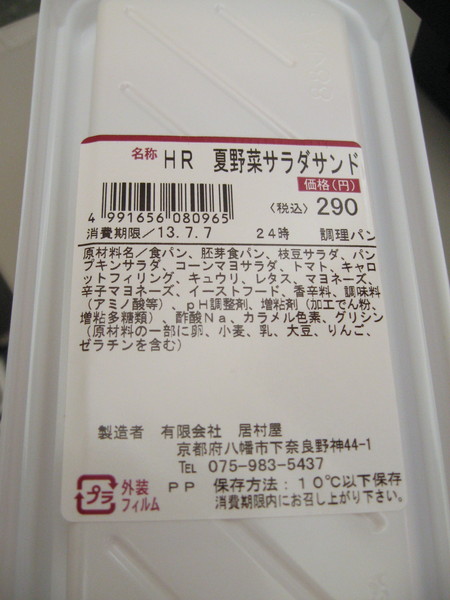 名称 HR 夏野菜サラダサンド
価格(円)
4 991656 080965
〈税込〉 290
消費期限/13.7.7 24時 調理パン
原材料名/食パン、胚芽食パン、枝豆サラダ、パン
プキンサラダ、コーンマヨサラダ、トマト、キャロ
ットフィリング、キュウリ、レタス、マヨネーズ、
辛子マヨネーズ、イーストフード、香辛料、調味料
(アミノ酸等)、pH調整剤、増粘剤(加工でん粉、
増粘多糖類)、酢酸Na、カラメル色素、グリシン
(原材料の一部に卵、小麦、乳、大豆、りんご、
ゼラチンを含む)
製造者 有限会社 居村屋
京都府八幡市下奈良野神44-1
TEL 075-983-5437
プラ 外装
フィルム
PP 保存方法:10℃以下保存
消費期限内にお召し上がり下さい。